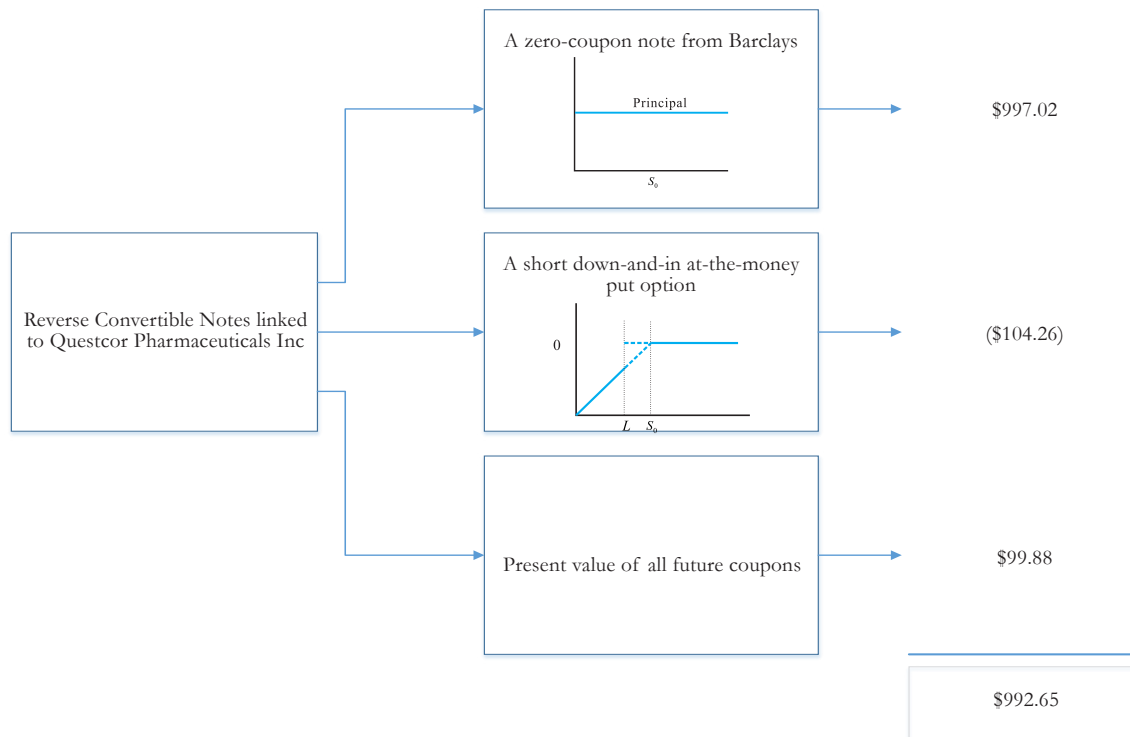 A zero-coupon note from Barclays
Principal
S₀
$997.02
Reverse Convertible Notes linked
to Questcor Pharmaceuticals Inc
A short down-and-in at-the-money
put option
0
L S₀
($104.26)
Present value of all future coupons
$99.88
$992.65